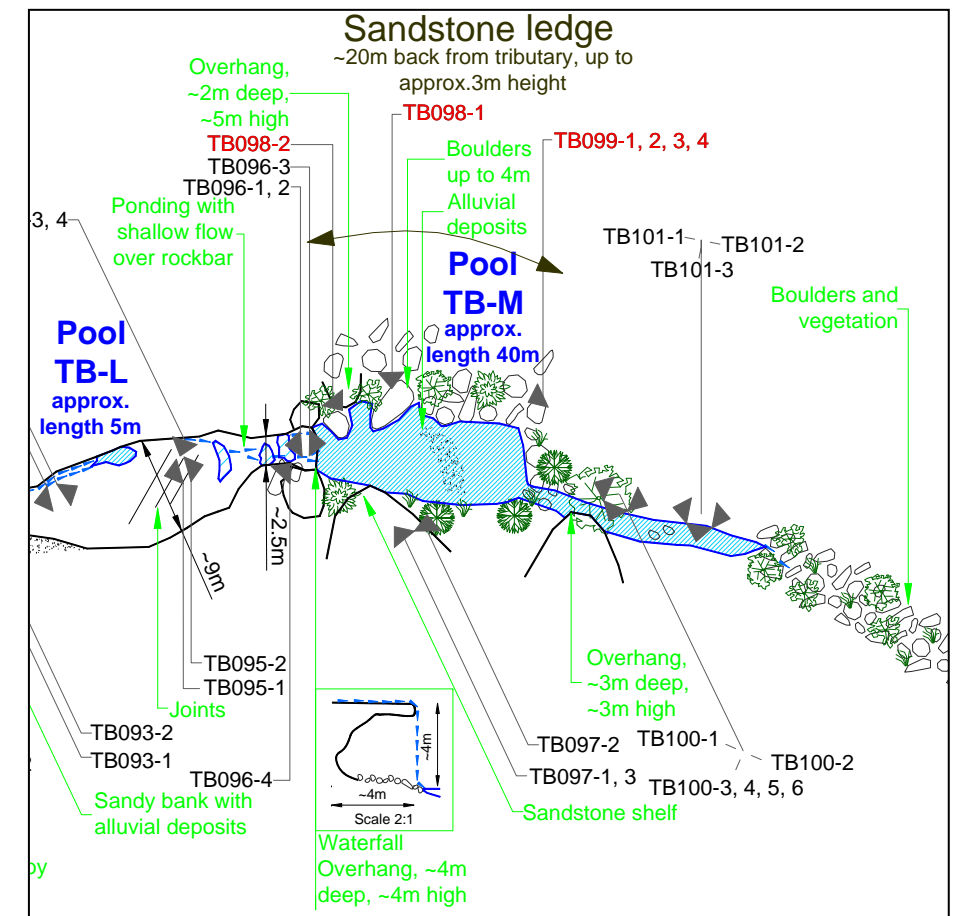 Sandstone ledge
~20m back from tributary, up to
approx.3m height
Overhang,
~2m deep,
~5m high
TB098-1
TB098-2
TB096-3
TB096-1, 2
Boulders
up to 4m
Alluvial
deposits
TB099-1, 2, 3, 4
Ponding with
shallow flow
over rockbar
3, 4
TB101-1
TB101-2
TB101-3
Pool
TB-M
approx.
length 40m
Boulders and
vegetation
Pool
TB-L
approx.
length 5m
~2.5m
~9m
TB095-2
TB095-1
Joints
Overhang,
~3m deep,
~3m high
TB093-2
TB093-1
TB096-4
~4m
~4m
Scale 2:1
TB097-2
TB097-1, 3
TB100-1
TB100-2
TB100-3, 4, 5, 6
Sandy bank with
alluvial deposits
Sandstone shelf
Waterfall
Overhang, ~4m
deep, ~4m high